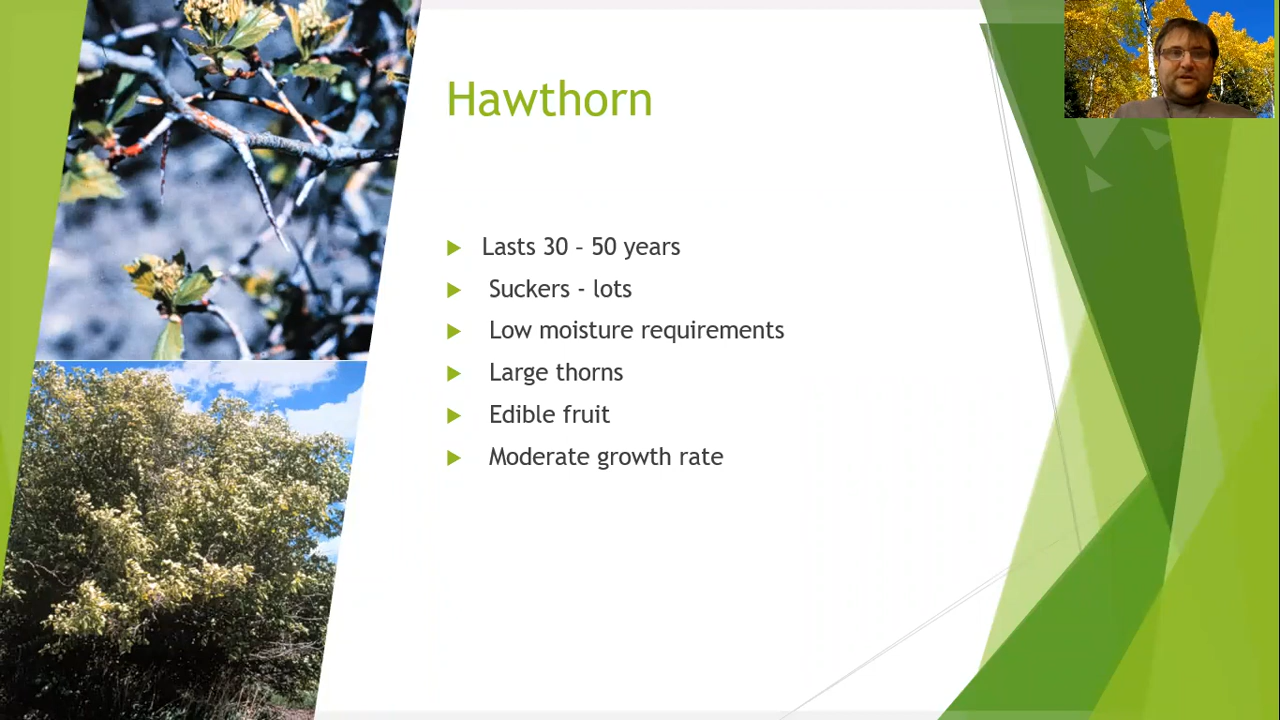 Hawthorn
Lasts 30 – 50 years
Suckers - lots
Low moisture requirements
Large thorns
Edible fruit
Moderate growth rate